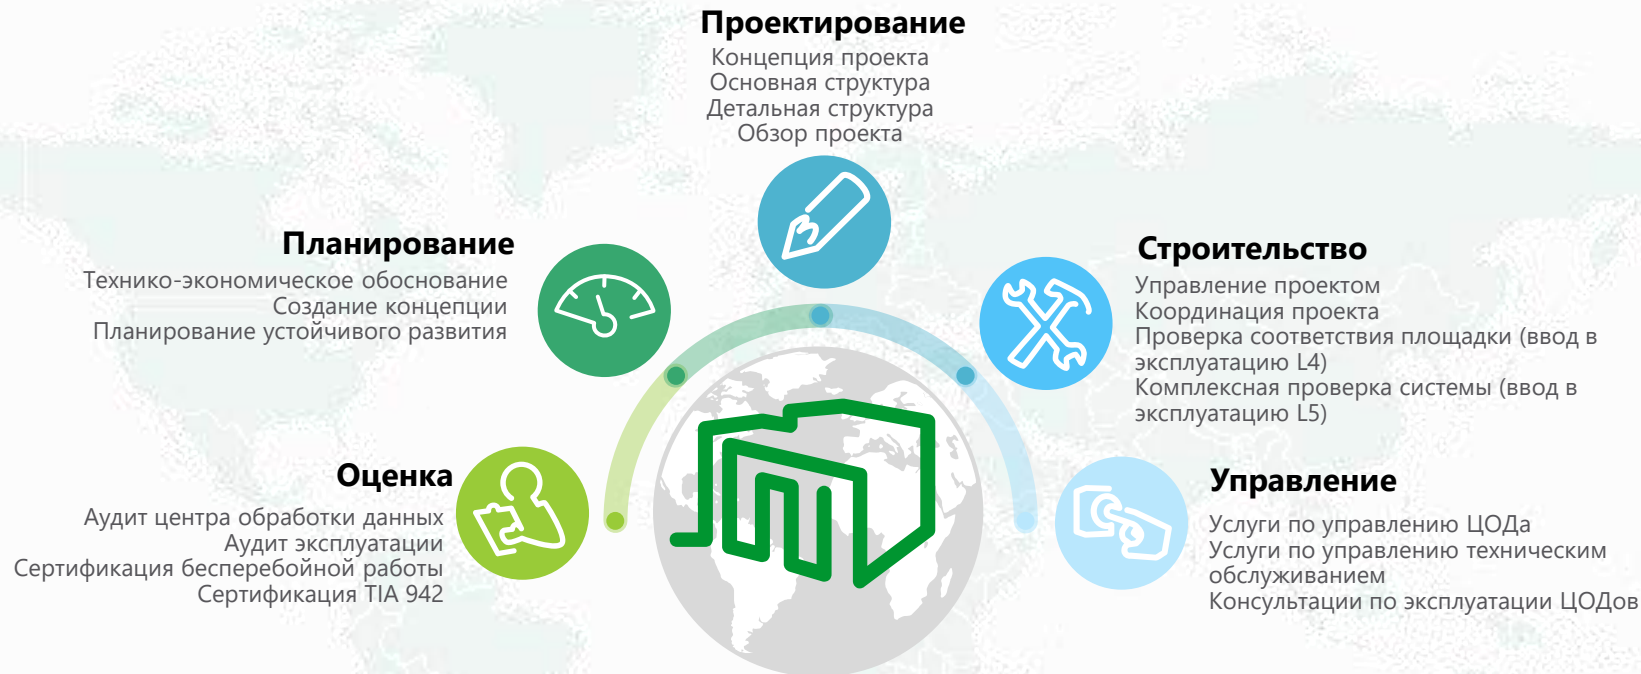 Проектирование
Концепция проекта
Основная структура
Детальная структура
Обзор проекта
Планирование
Технико-экономическое обоснование
Создание концепции
Планирование устойчивого развития
Строительство
Управление проектом
Координация проекта
Проверка соответствия площадки (ввод в
эксплуатацию L4)
Комплексная проверка системы (ввод в
эксплуатацию L5)
Оценка
Аудит центра обработки данных
Аудит эксплуатации
Сертификация бесперебойной работы
Сертификация TIA 942
Управление
Услуги по управлению ЦОДа
Услуги по управлению техническим
обслуживанием
Консультации по эксплуатации ЦОДов